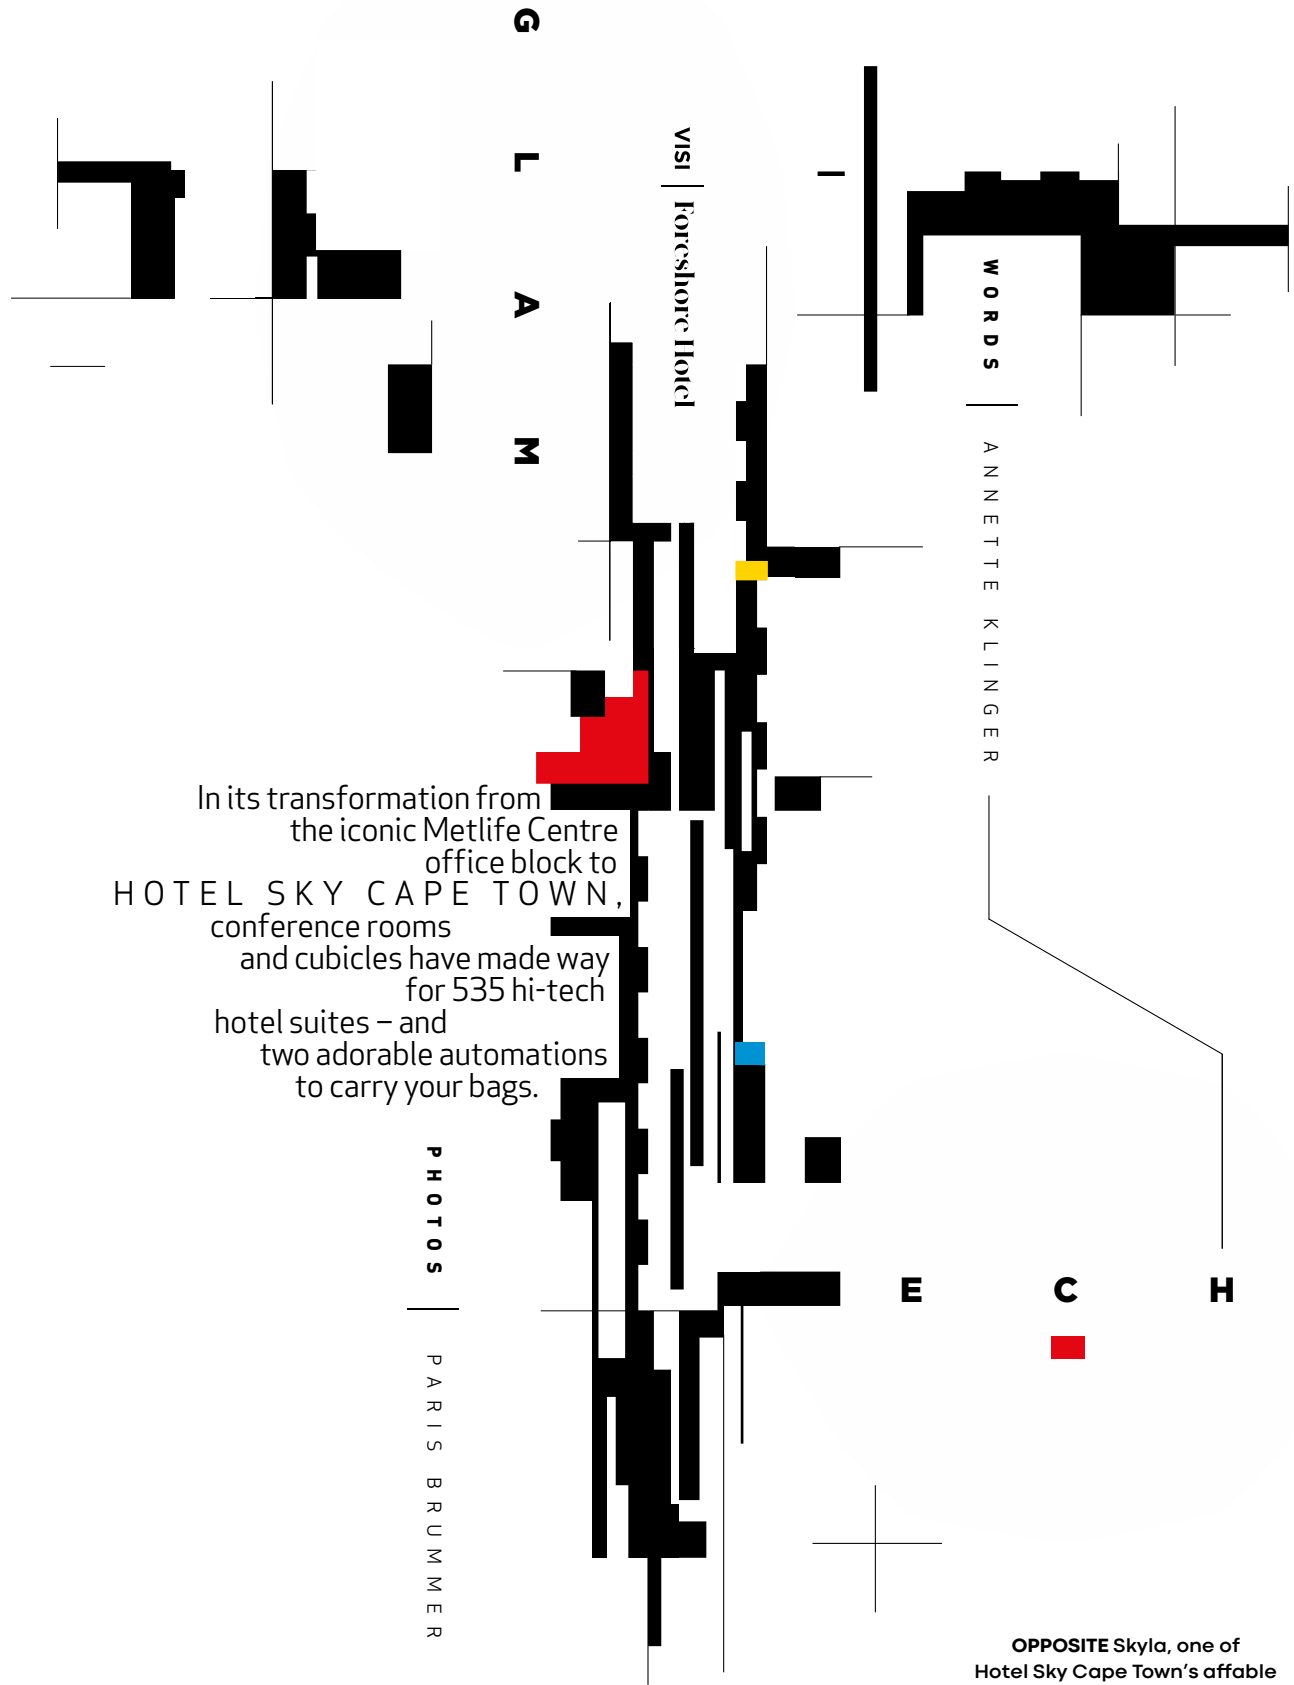 GLAM
I
VISI | Foreshore Hotel
WORDS | ANNETTE KLINGER
In its transformation from
the iconic Metlife Centre
office block to
HOTEL SKY CAPE TOWN,
conference rooms
and cubicles have made way
for 535 hi-tech
hotel suites – and
two adorable automations
to carry your bags.
PHOTOS | PARIS BRUMMER
ECH
OPPOSITE Skyla, one of
Hotel Sky Cape Town's affable